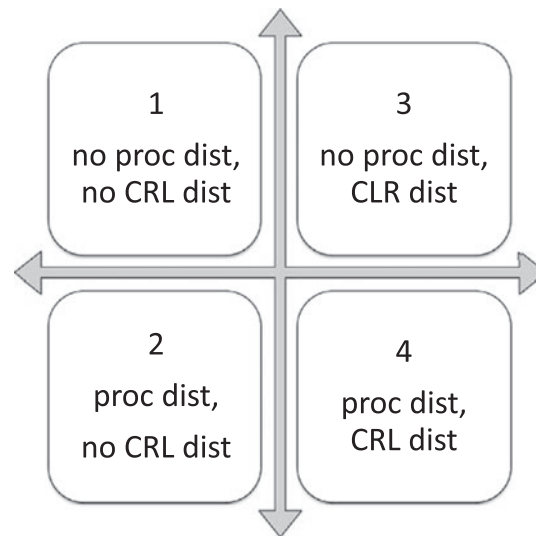 1
no proc dist,
no CRL dist
3
no proc dist,
CLR dist
2
proc dist,
no CRL dist
4
proc dist,
CRL dist